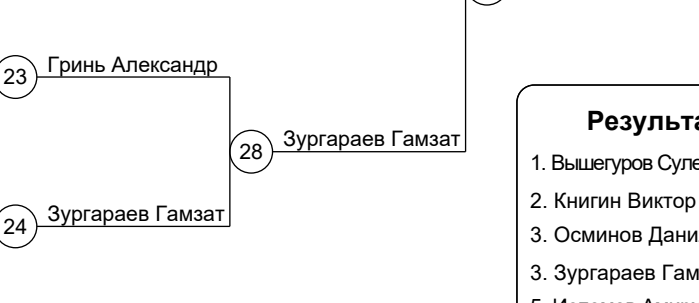 23 Гринь Александр
28 Зургараев Гамзат
24 Зургараев Гамзат
1. Вышегуров
2. Книгин Виктор
3. Осминов
3. Зургараев